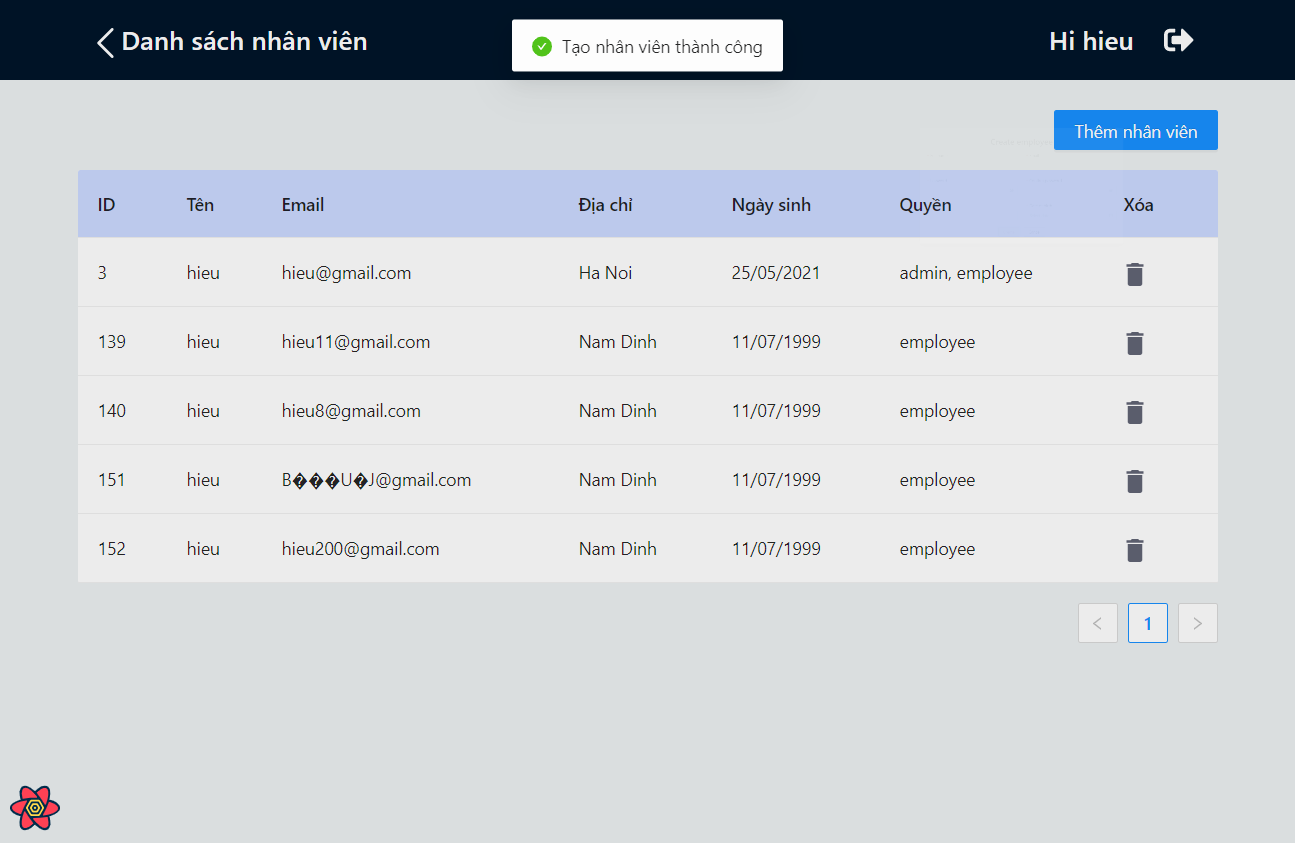 Danh sách nhân viên
Tạo nhân viên thành công
Hi hieu
Thêm nhân viên
ID Tên Email Địa chỉ Ngày sinh Quyền Xóa
3 hieu hieu@gmail.com Ha Noi 25/05/2021 admin, employee
139 hieu hieu11@gmail.com Nam Dinh 11/07/1999 employee
140 hieu hieu8@gmail.com Nam Dinh 11/07/1999 employee
151 hieu B���U�J@gmail.com Nam Dinh 11/07/1999 employee
152 hieu hieu200@gmail.com Nam Dinh 11/07/1999 employee
< 1 >